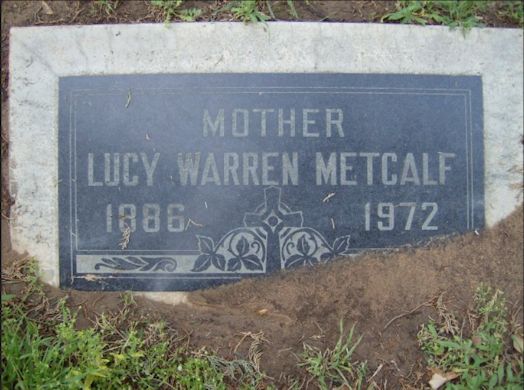 MOTHER
LUCY WARREN METCALF
1886 1972